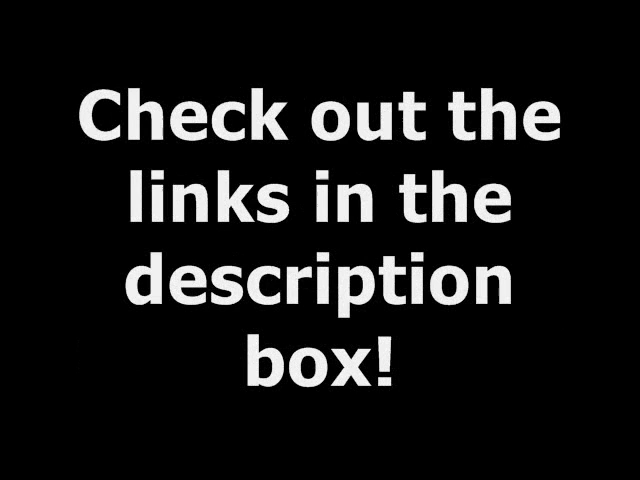 Check out the
links in the
description
box!